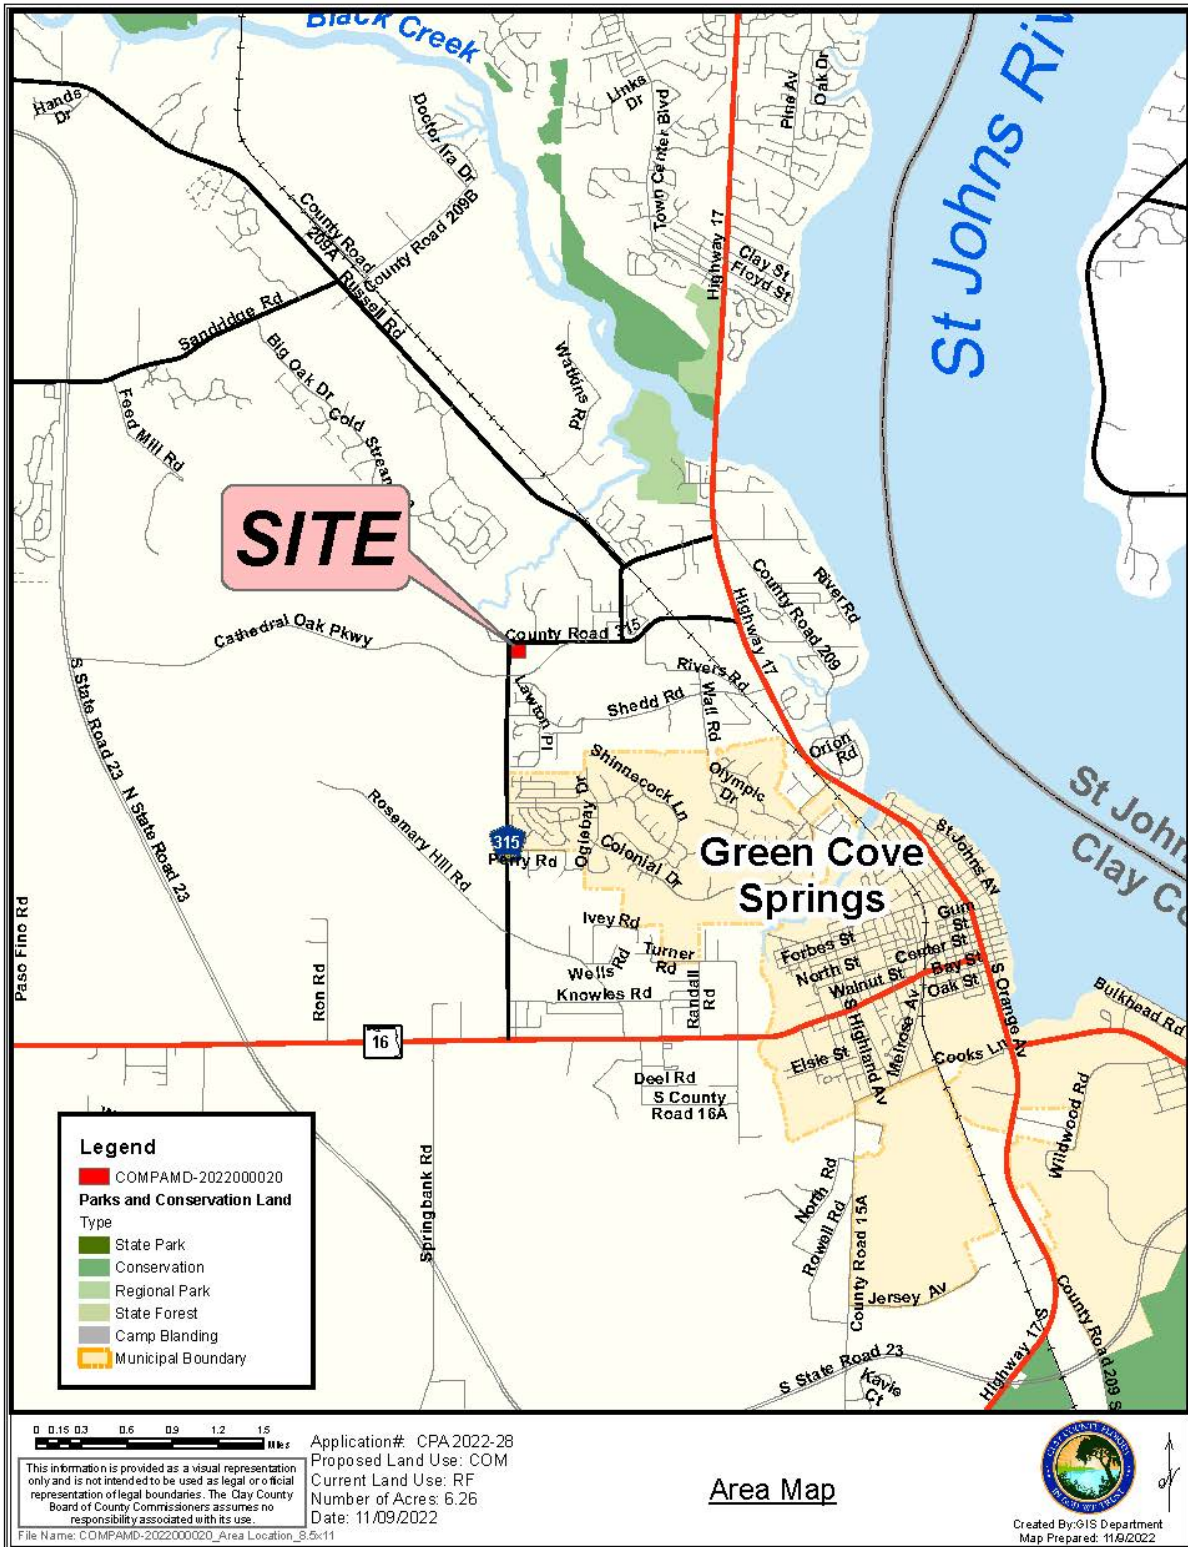 Black Creek
St Johns Riv
Hands
Dr
Doctor Ira Dr
Links
Dr
Town Center Blvd
Pine Av
Oak Dr
County Road
209A
County Road 209B
Russell Rd
Sandridge Rd
Highway 17
Clay St
Floyd St
Big Oak Dr
Cold Stream
Watkins Rd
Feed Mill Rd
SITE
Cathedral Oak Pkwy
County Road 315
County Road 209
River Rd
Highway 17
Rivers Rd
Lawton Pl
Shedd Rd
Wall Rd
Orion
Rd
S State Road 23
N State Road 23
Shinnecock Ln
Olympic
Dr
Oglebay Dr
Colonial Dr
Rosemary Hill Rd
315
Perry Rd
Green Cove
Springs
St Johns Av
St John
Clay Co
Paso Fino Rd
Ron Rd
Ivey Rd
Turner
Rd
Wells Rd
Knowles Rd
Randall
Rd
Gum
St
Forbes St
Center St
North St
Walnut St
Bay St
Oak St
S Orange Av
Bulkhead Rd
S Highland Av
Melrose Av
16
Elsie St
Cooks Ln
Deel Rd
S County
Road 16A
Wildwood Rd
Springbank Rd
North Rd
Rowell Rd
County Road 15A
Jersey Av
S State Road 23
Kavie
Ct
Highway 17 S
County Road 209 S
Legend
COMPAMD-2022000020
Parks and Conservation Land
Type
State Park
Conservation
Regional Park
State Forest
Camp Blanding
Municipal Boundary
0 0.15 0.3 0.6 0.9 1.2 1.5
Miles
This information is provided as a visual representation
only and is not intended to be used as legal or official
representation of legal boundaries. The Clay County
Board of County Commissioners assumes no
responsibility associated with its use.
File Name: COMPAMD-2022000020_Area Location_8.5x11
Application#: CPA 2022-28
Proposed Land Use: COM
Current Land Use: RF
Number of Acres: 6.26
Date: 11/09/2022
Area Map
CLAY COUNTY FLORIDA
IN GOD WE TRUST
N
Created By:GIS Department
Map Prepared: 11/9/2022